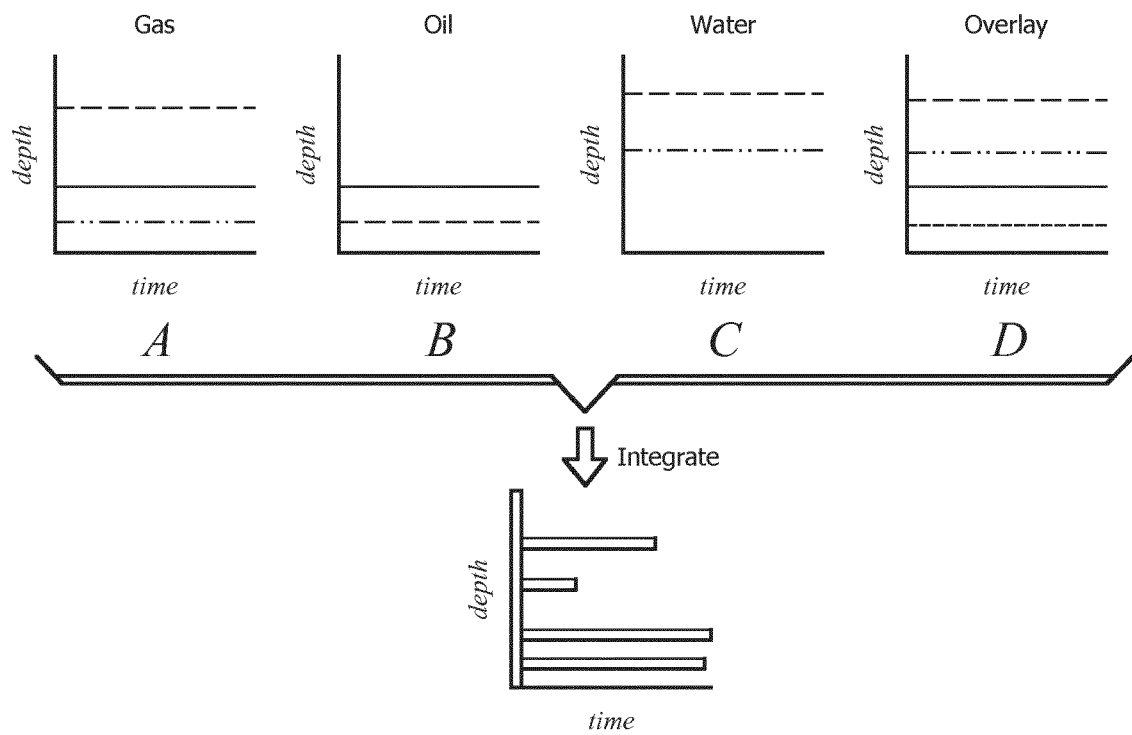 Gas Oil Water Overlay
depth depth depth depth
time time time time
A B C D
Integrate
depth
time